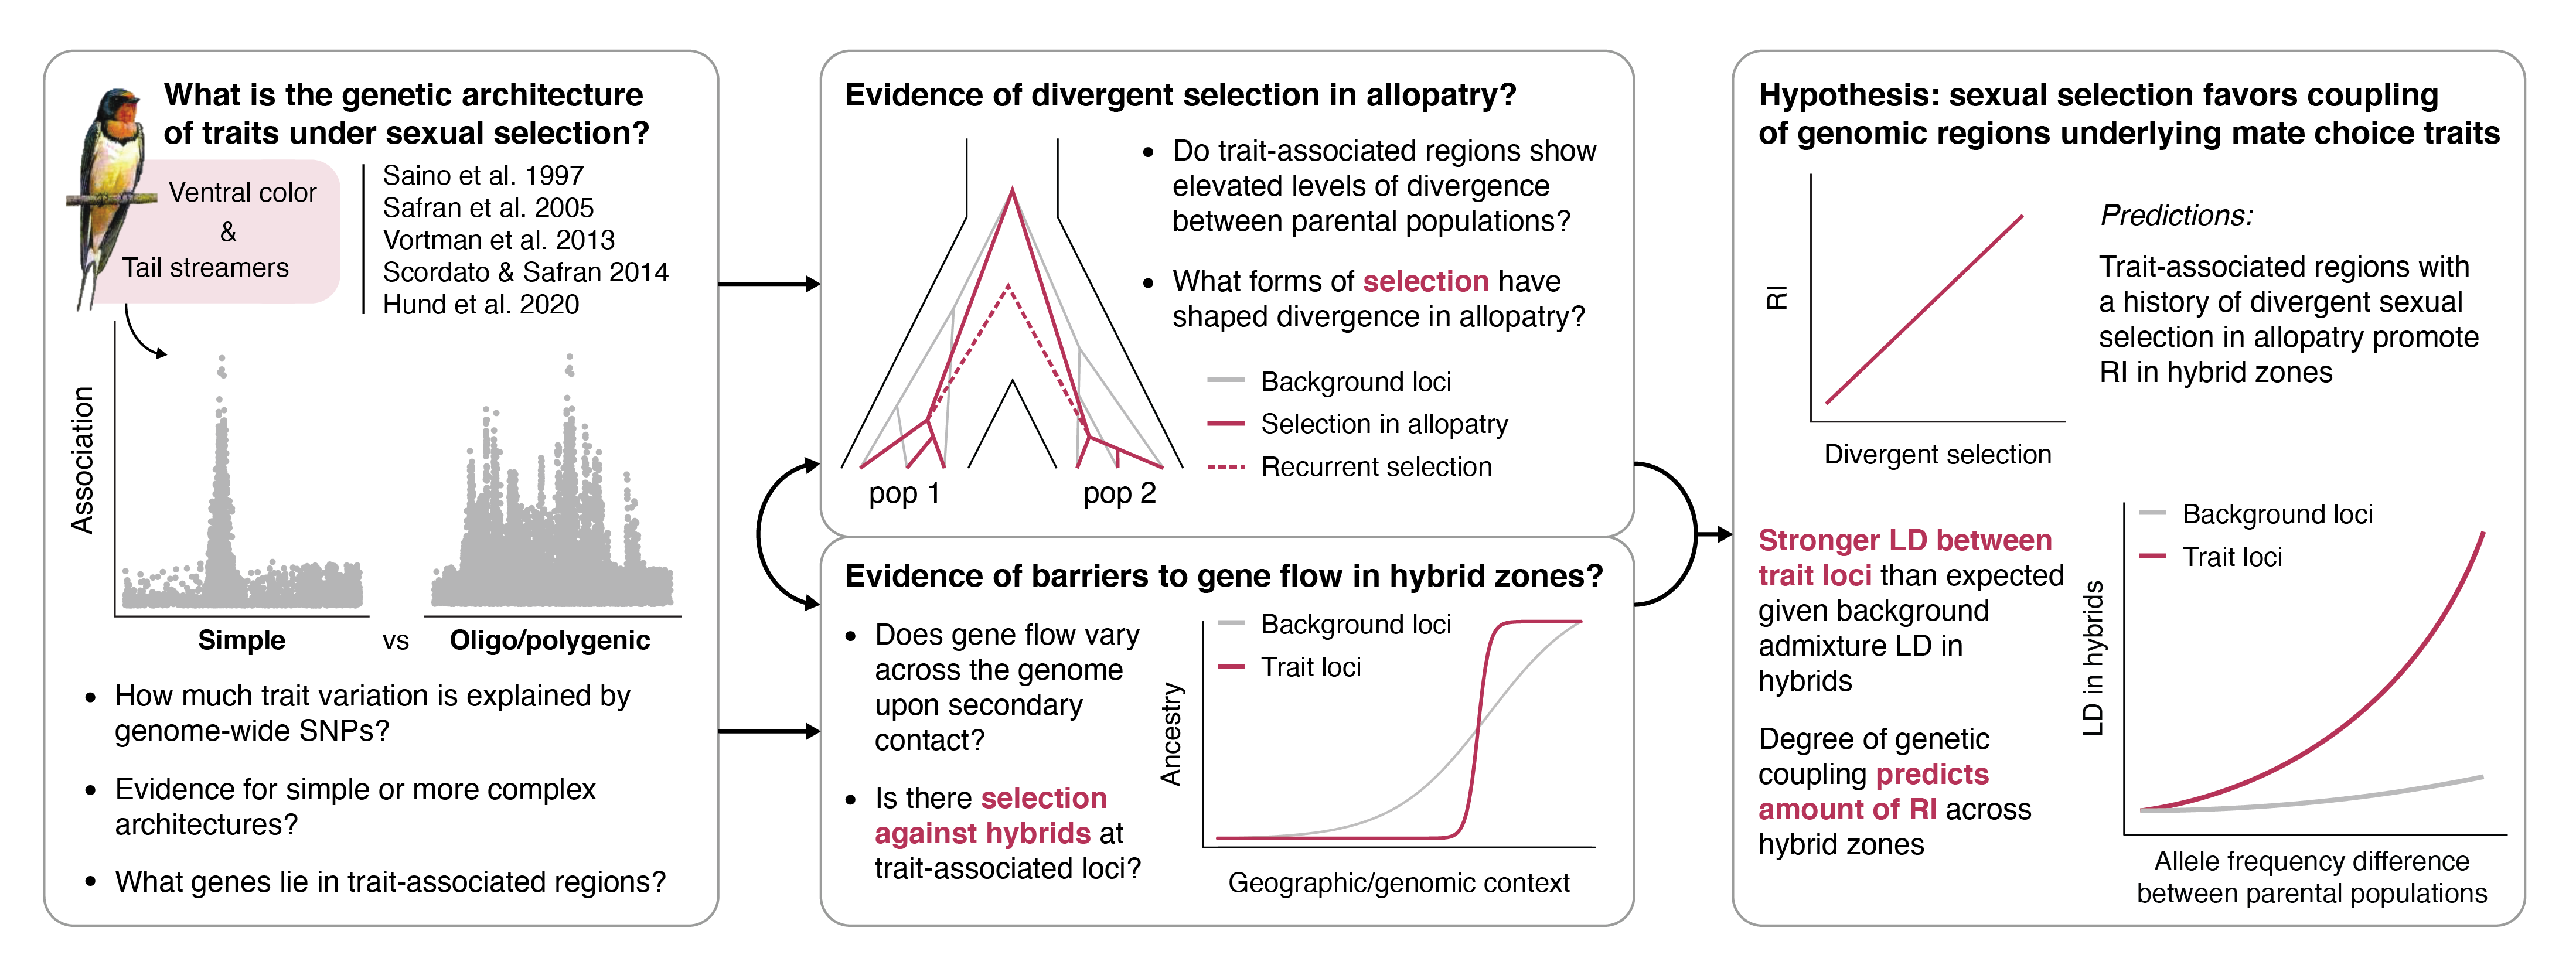 What is the genetic architecture
of traits under sexual selection?
Ventral color
&
Tail streamers
Saino et al. 1997
Safran et al. 2005
Vortman et al. 2013
Scordato & Safran 2014
Hund et al. 2020
Association
Simple
vs
Oligo/polygenic
• How much trait variation is explained by
genome-wide SNPs?
• Evidence for simple or more complex
architectures?
• What genes lie in trait-associated regions?
Evidence of divergent selection in allopatry?
• Do trait-associated regions show
elevated levels of divergence
between parental populations?
• What forms of selection have
shaped divergence in allopatry?
Background loci
Selection in allopatry
Recurrent selection
pop 1
pop 2
Evidence of barriers to gene flow in hybrid zones?
• Does gene flow vary
across the genome
upon secondary
contact?
• Is there selection
against hybrids at
trait-associated loci?
Background loci
Trait loci
Ancestry
Geographic/genomic context
Hypothesis: sexual selection favors coupling
of genomic regions underlying mate choice traits
RI
Divergent selection
Predictions:
Trait-associated regions with
a history of divergent sexual
selection in allopatry promote
RI in hybrid zones
Stronger LD between
trait loci than expected
given background
admixture LD in
hybrids
Degree of genetic
coupling predicts
amount of RI across
hybrid zones
Background loci
Trait loci
LD in hybrids
Allele frequency difference
between parental populations